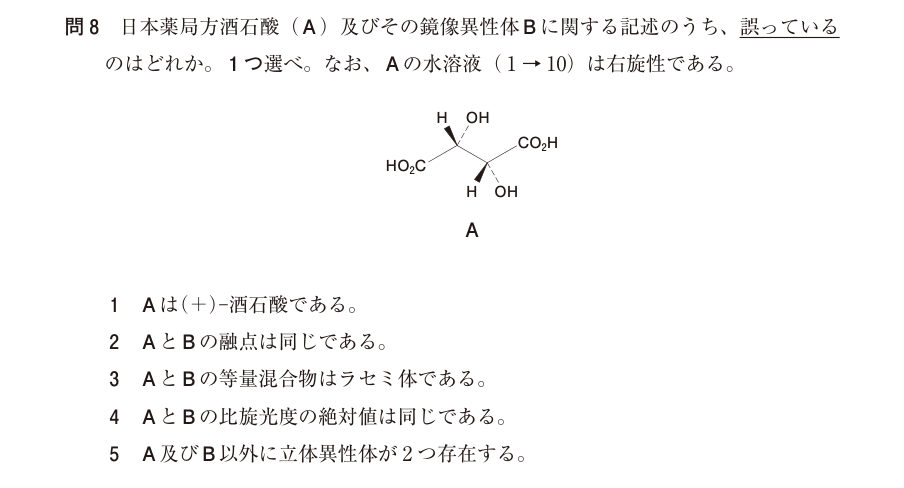 問8 日本薬局方酒石酸（A）及びその鏡像異性体Bに関する記述のうち、誤っている
のはどれか。1つ選べ。なお、Aの水溶液（1→10）は右旋性である。
H OH
CO₂H
HO₂C
H OH
A
1 Aは(＋)−酒石酸である。
2 AとBの融点は同じである。
3 AとBの等量混合物はラセミ体である。
4 AとBの比旋光度の絶対値は同じである。
5 A及びB以外に立体異性体が2つ存在する。